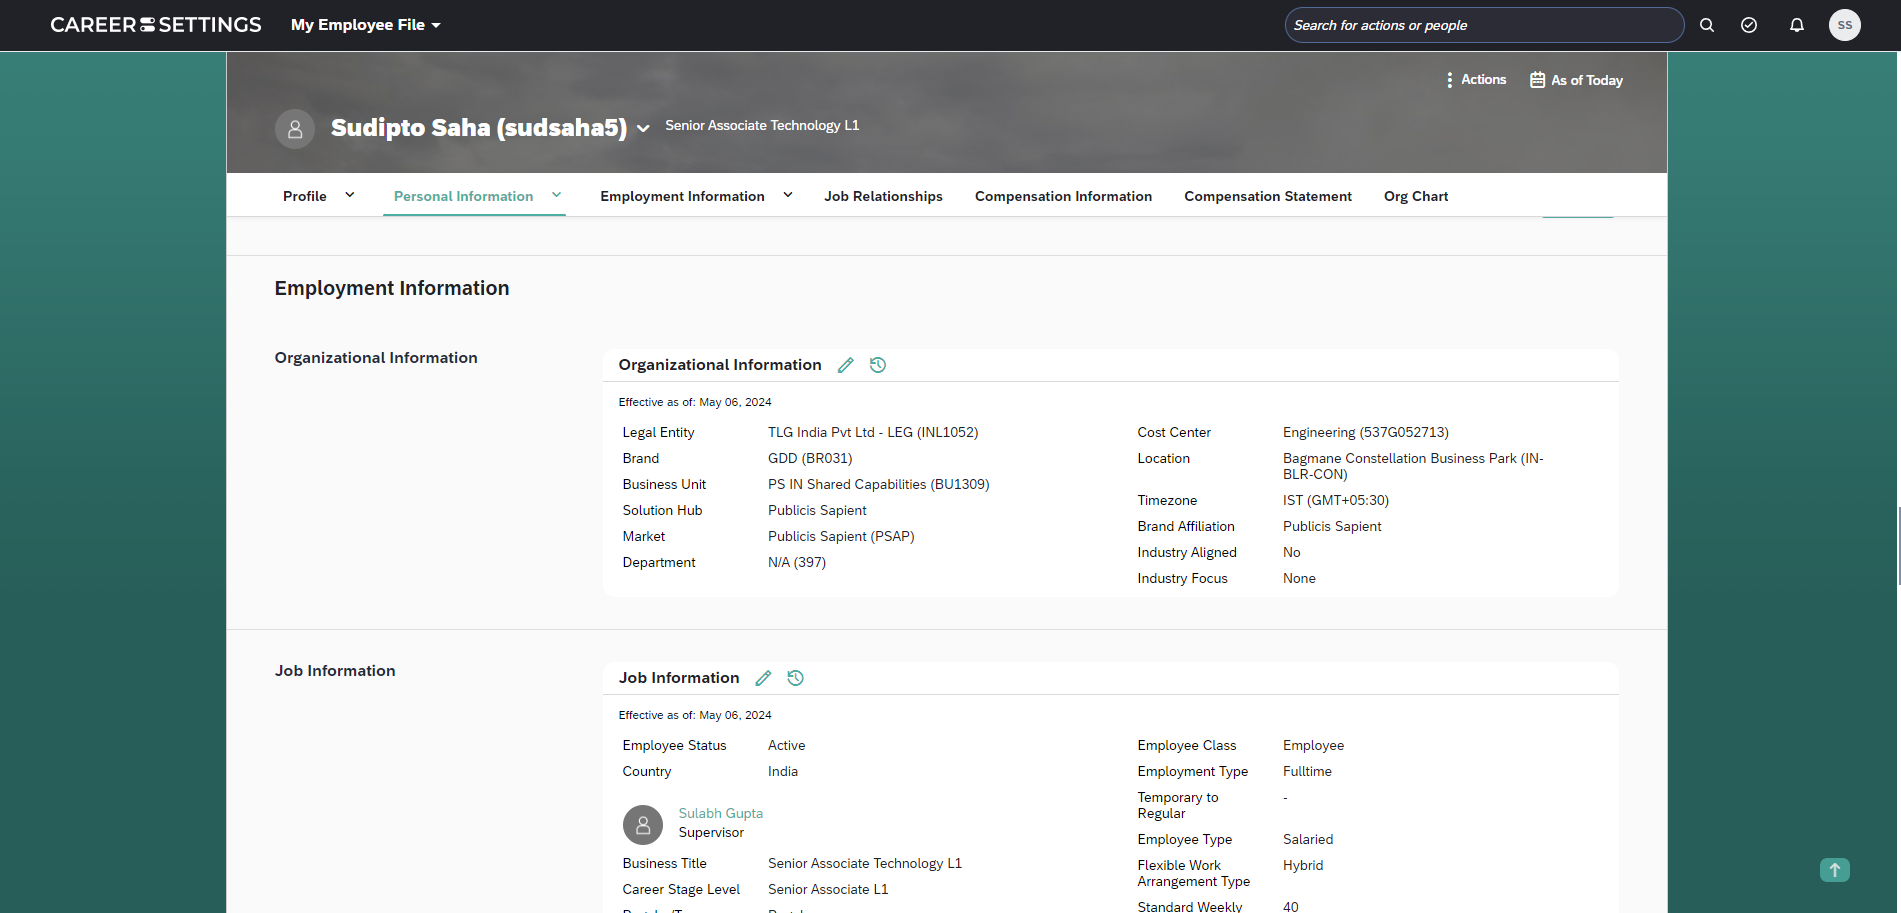 CAREER SETTINGS
My Employee File
Search for actions or people
SS
Actions
As of Today
Sudipto Saha (sudsaha5)
Senior Associate Technology L1
Profile
Personal Information
Employment Information
Job Relationships
Compensation Information
Compensation Statement
Org Chart
Employment Information
Organizational Information
Organizational Information
Effective as of: May 06, 2024
Legal Entity TLG India Pvt Ltd - LEG (INL1052)
Brand GDD (BR031)
Business Unit PS IN Shared Capabilities (BU1309)
Solution Hub Publicis Sapient
Market Publicis Sapient (PSAP)
Department N/A (397)
Cost Center Engineering (537G052713)
Location Bagmane Constellation Business Park (IN-
BLR-CON)
Timezone IST (GMT+05:30)
Brand Affiliation Publicis Sapient
Industry Aligned No
Industry Focus None
Job Information
Job Information
Effective as of: May 06, 2024
Employee Status Active
Country India
Sulabh Gupta
Supervisor
Business Title Senior Associate Technology L1
Career Stage Level Senior Associate L1
Employee Class Employee
Employment Type Fulltime
Temporary to -
Regular
Employee Type Salaried
Flexible Work Hybrid
Arrangement Type
Standard Weekly 40